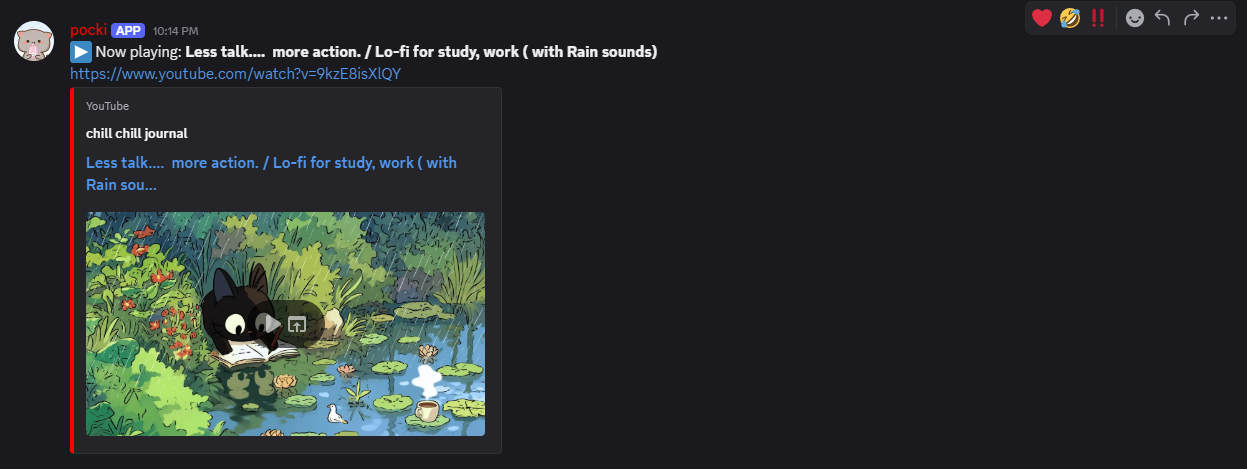 pocki APP 10:14 PM
Now playing: Less talk.... more action. / Lo-fi for study, work ( with Rain sounds)
https://www.youtube.com/watch?v=9kzE8isXlQY
YouTube
chill chill journal
Less talk.... more action. / Lo-fi for study, work ( with
Rain sou...